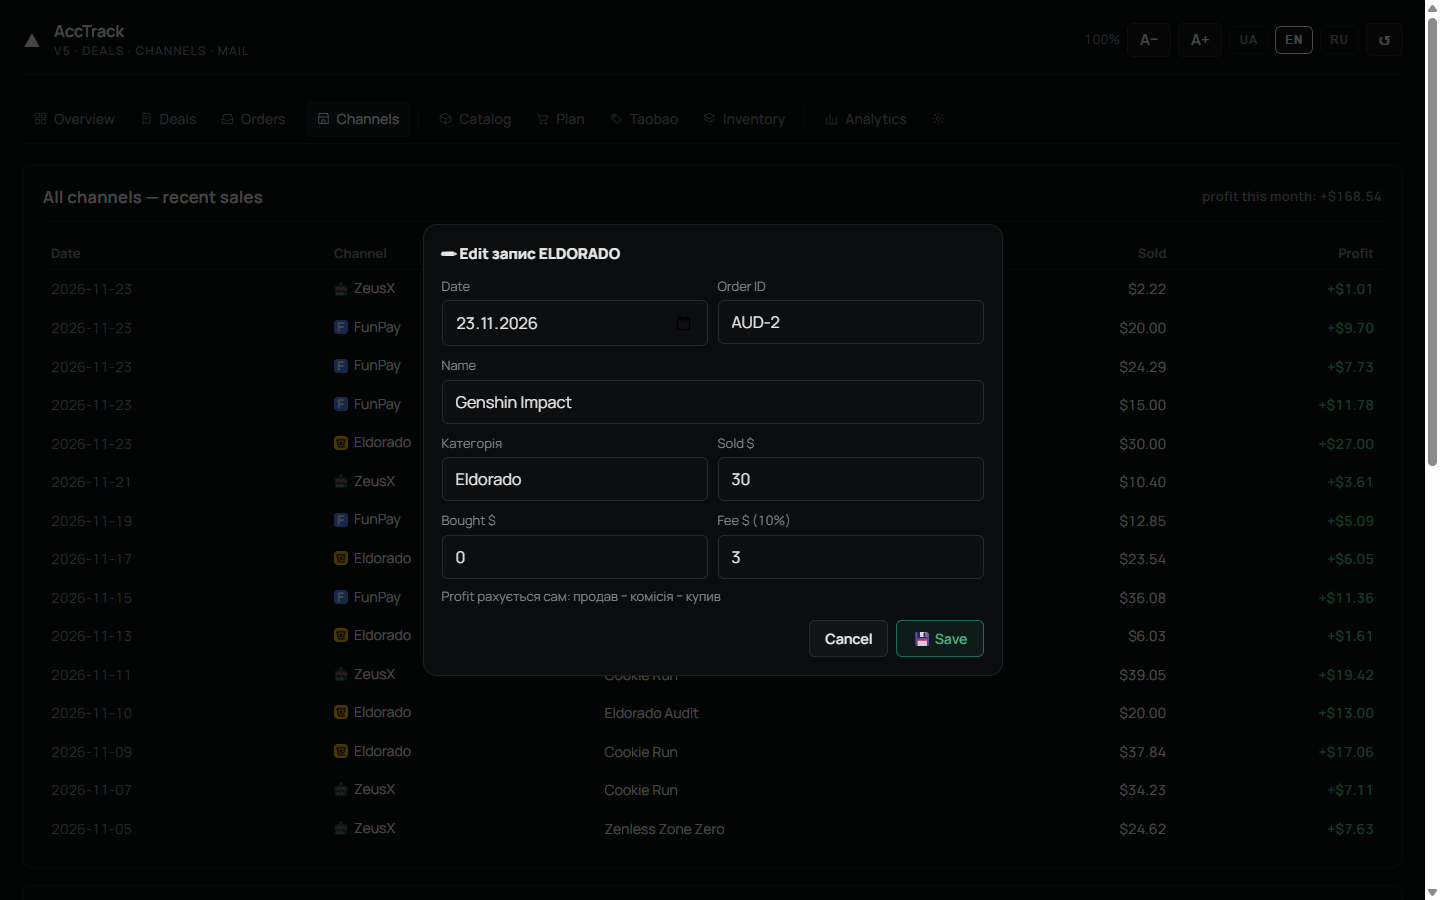 AccTrack
V5 · DEALS · CHANNELS · MAIL
100% A− A+ UA EN RU ↺
Overview Deals Orders Channels Catalog Plan Taobao Inventory Analytics
All channels — recent sales profit this month: +$168.54
Date Channel Sold Profit
2026-11-23 ZeusX $2.22 +$1.01
2026-11-23 FunPay $20.00 +$9.70
2026-11-23 FunPay $24.29 +$7.73
2026-11-23 FunPay $15.00 +$11.78
2026-11-23 Eldorado $30.00 +$27.00
2026-11-21 ZeusX $10.40 +$3.61
2026-11-19 FunPay $12.85 +$5.09
2026-11-17 Eldorado $23.54 +$6.05
2026-11-15 FunPay $36.08 +$11.36
2026-11-13 Eldorado $6.03 +$1.61
2026-11-11 ZeusX Cookie Run $39.05 +$19.42
2026-11-10 Eldorado Eldorado Audit $20.00 +$13.00
2026-11-09 Eldorado Cookie Run $37.84 +$17.06
2026-11-07 ZeusX Cookie Run $34.23 +$7.11
2026-11-05 ZeusX Zenless Zone Zero $24.62 +$7.63
Edit запис ELDORADO
Date Order ID
23.11.2026 AUD-2
Name
Genshin Impact
Категорія Sold $
Eldorado 30
Bought $ Fee $ (10%)
0 3
Profit рахується сам: продав − комісія − купив
Cancel 💾 Save